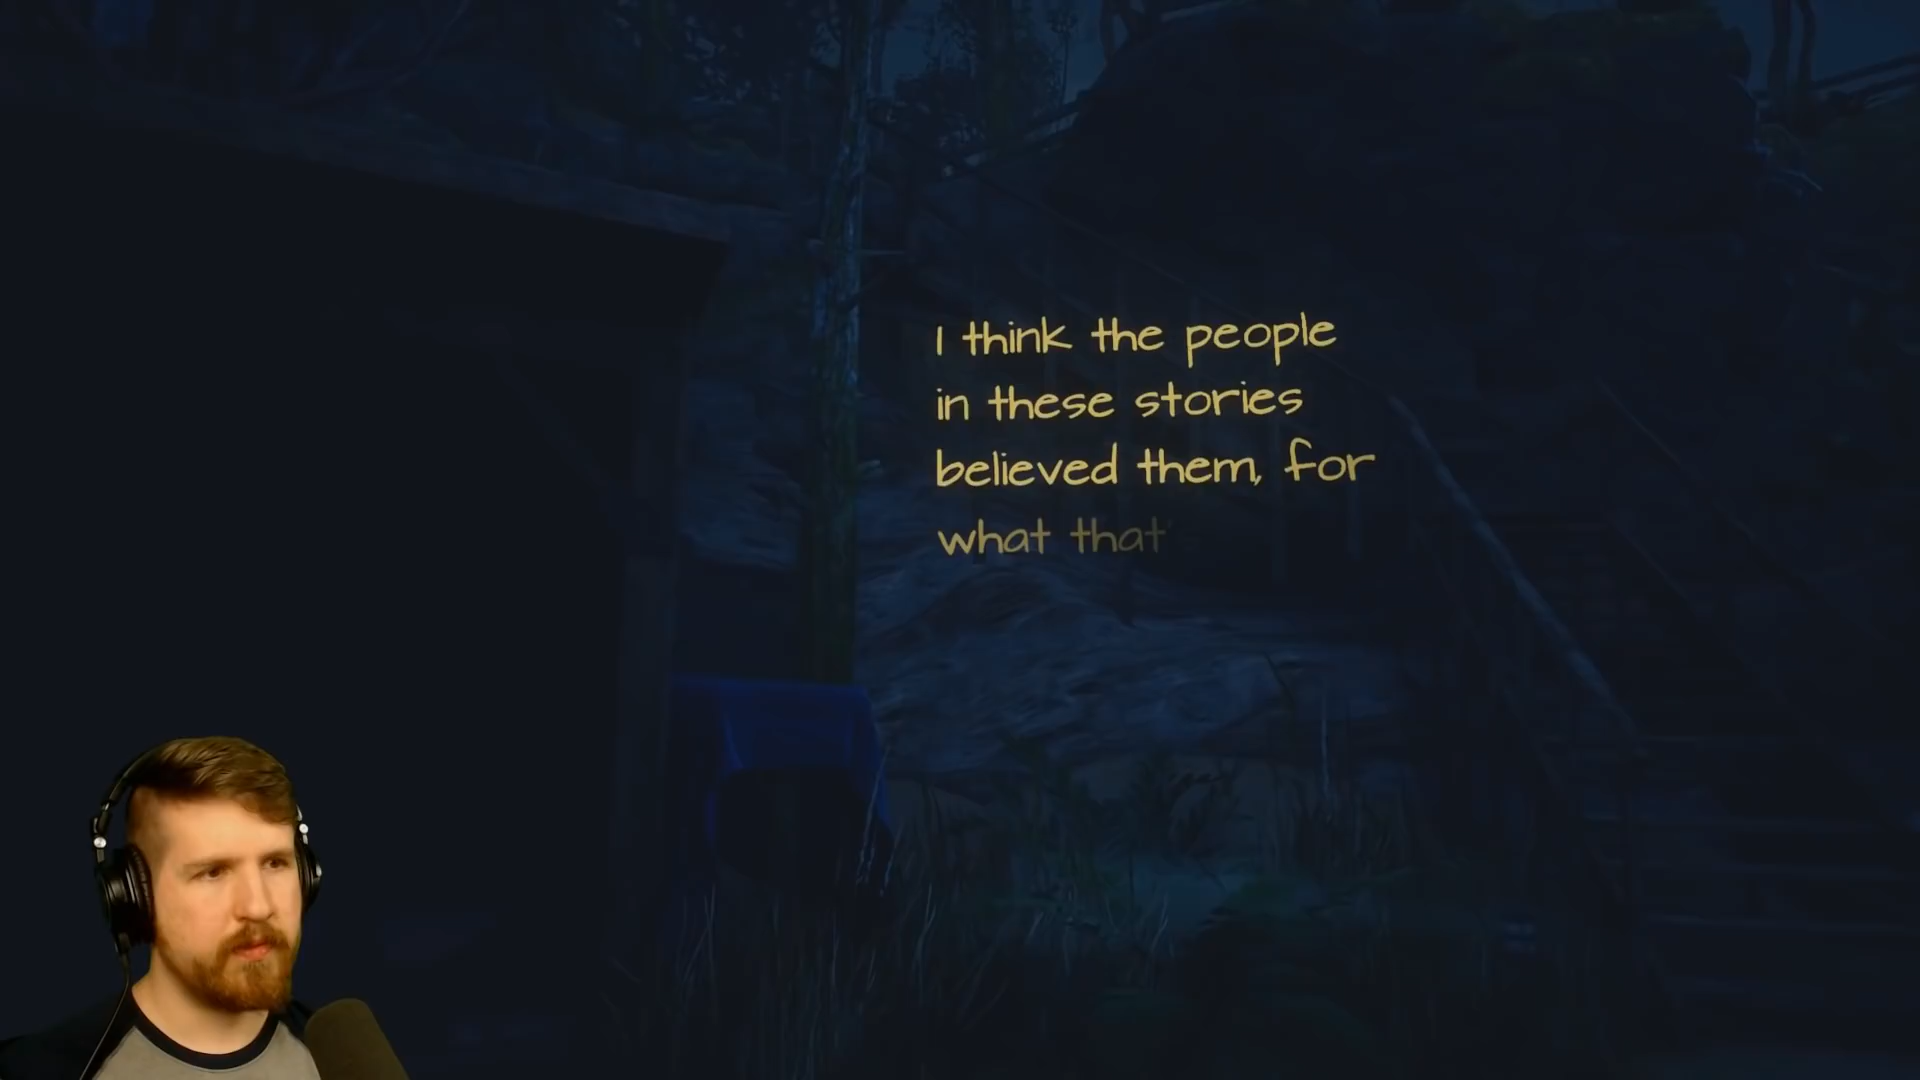 I think the people
in these stories
believed them, for
what that'